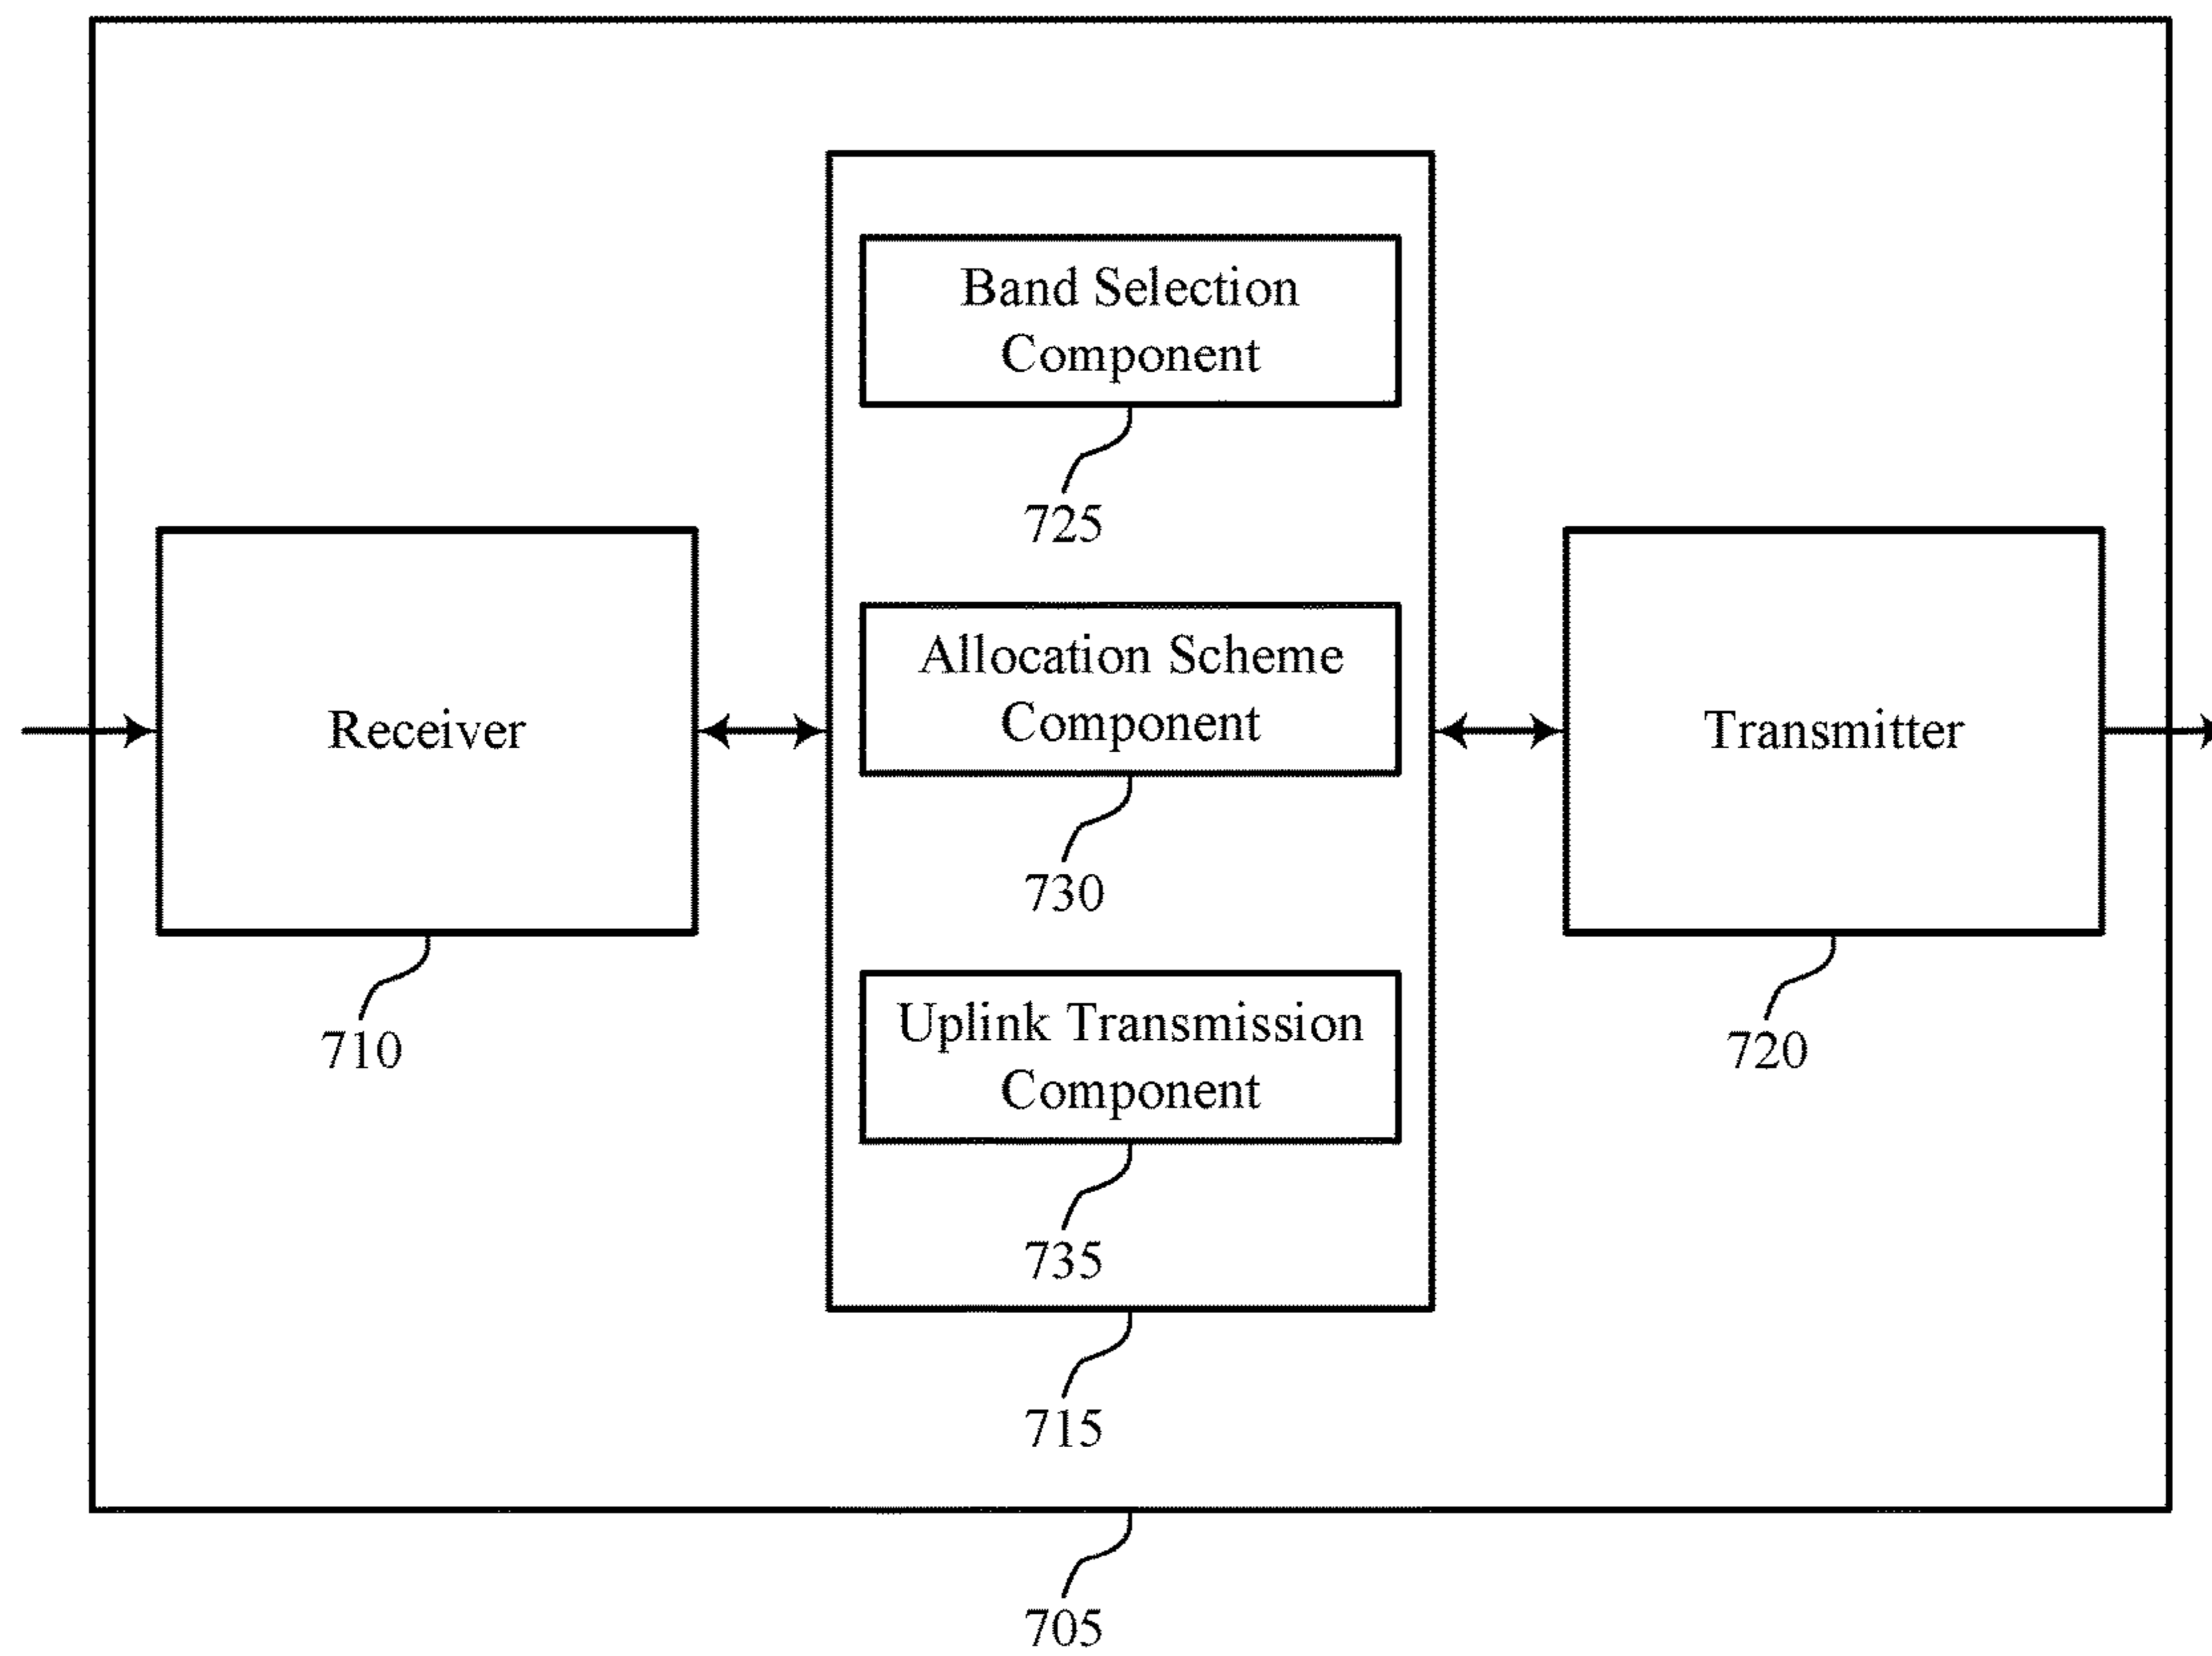 Band Selection
Component
725
Receiver
710
Allocation Scheme
Component
730
Uplink Transmission
Component
735
715
Transmitter
720
705